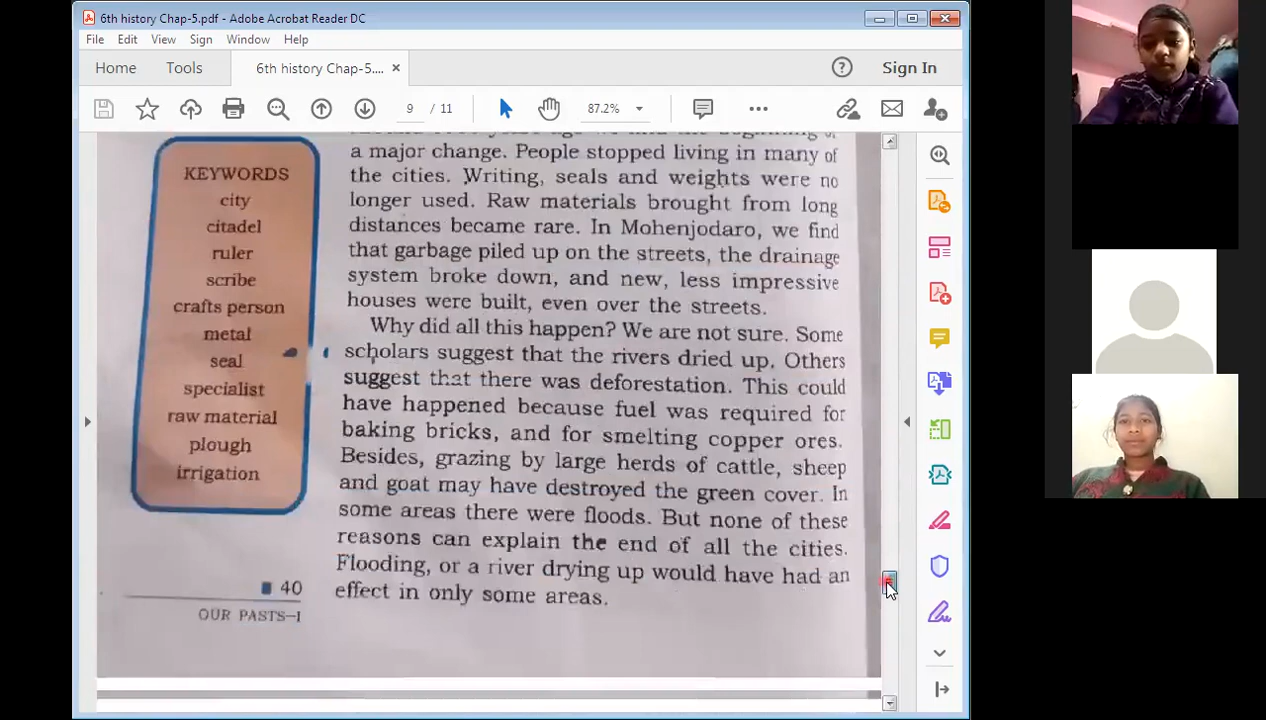 6th history Chap-5.pdf - Adobe Acrobat Reader DC
File Edit View Sign Window Help
Home Tools 6th history Chap-5.... × Sign In
9 / 11 87.2%
a major change. People stopped living in many of
the cities. Writing, seals and weights were no
longer used. Raw materials brought from long
distances became rare. In Mohenjodaro, we find
that garbage piled up on the streets, the drainage
system broke down, and new, less impressive
houses were built, even over the streets.
Why did all this happen? We are not sure. Some
scholars suggest that the rivers dried up. Others
suggest that there was deforestation. This could
have happened because fuel was required for
baking bricks, and for smelting copper ores.
Besides, grazing by large herds of cattle, sheep
and goat may have destroyed the green cover. In
some areas there were floods. But none of these
reasons can explain the end of all the cities.
Flooding, or a river drying up would have had an
effect in only some areas.
KEYWORDS
city
citadel
ruler
scribe
crafts person
metal
seal
specialist
raw material
plough
irrigation
40
OUR PASTS–I